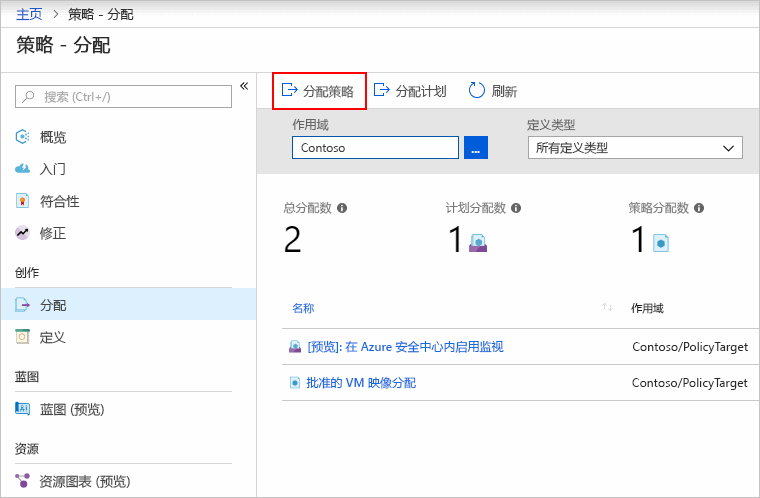 主页 > 策略 - 分配
策略 - 分配
搜索 (Ctrl+/)
«
概览
入门
符合性
修正
创作
分配
定义
蓝图
蓝图 (预览)
资源
资源图表 (预览)
分配策略 分配计划 刷新
作用域 定义类型
Contoso ... 所有定义类型
总分配数 计划分配数 策略分配数
2 1 1
名称 作用域
[预览]: 在 Azure 安全中心内启用监视 Contoso/PolicyTarget
批准的 VM 映像分配 Contoso/PolicyTarget